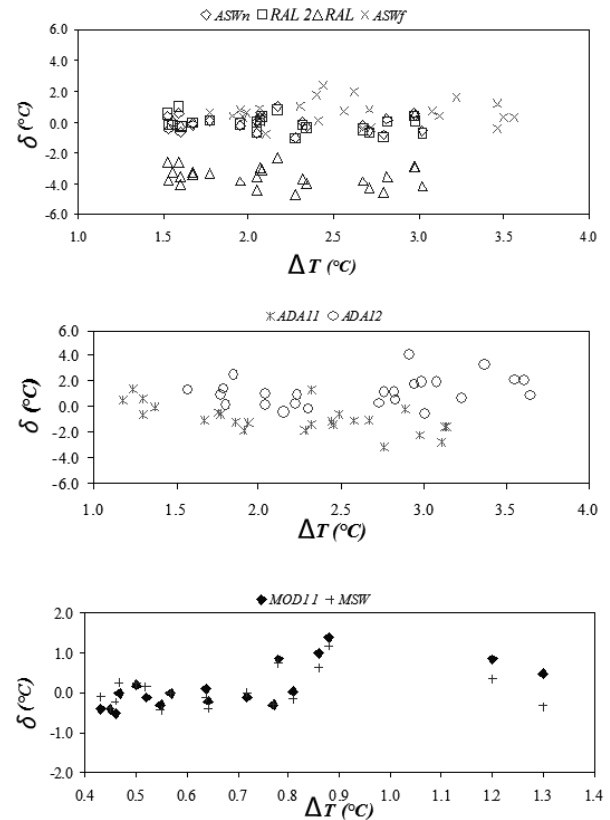 ◇ASWn □RAL 2△RAL ×ASWf
6.0
4.0
2.0
0.0
-2.0
-4.0
-6.0
δ (°C)
1.0 1.5 2.0 2.5 3.0 3.5 4.0
ΔT (°C)
ADA11 ○ADA12
6.0
4.0
2.0
0.0
-2.0
-4.0
-6.0
δ (°C)
1.0 1.5 2.0 2.5 3.0 3.5 4.0
ΔT (°C)
◆MOD11 +MSW
2.0
1.0
0.0
-1.0
-2.0
δ (°C)
0.4 0.5 0.6 0.7 0.8 0.9 1.0 1.1 1.2 1.3 1.4
ΔT (°C)